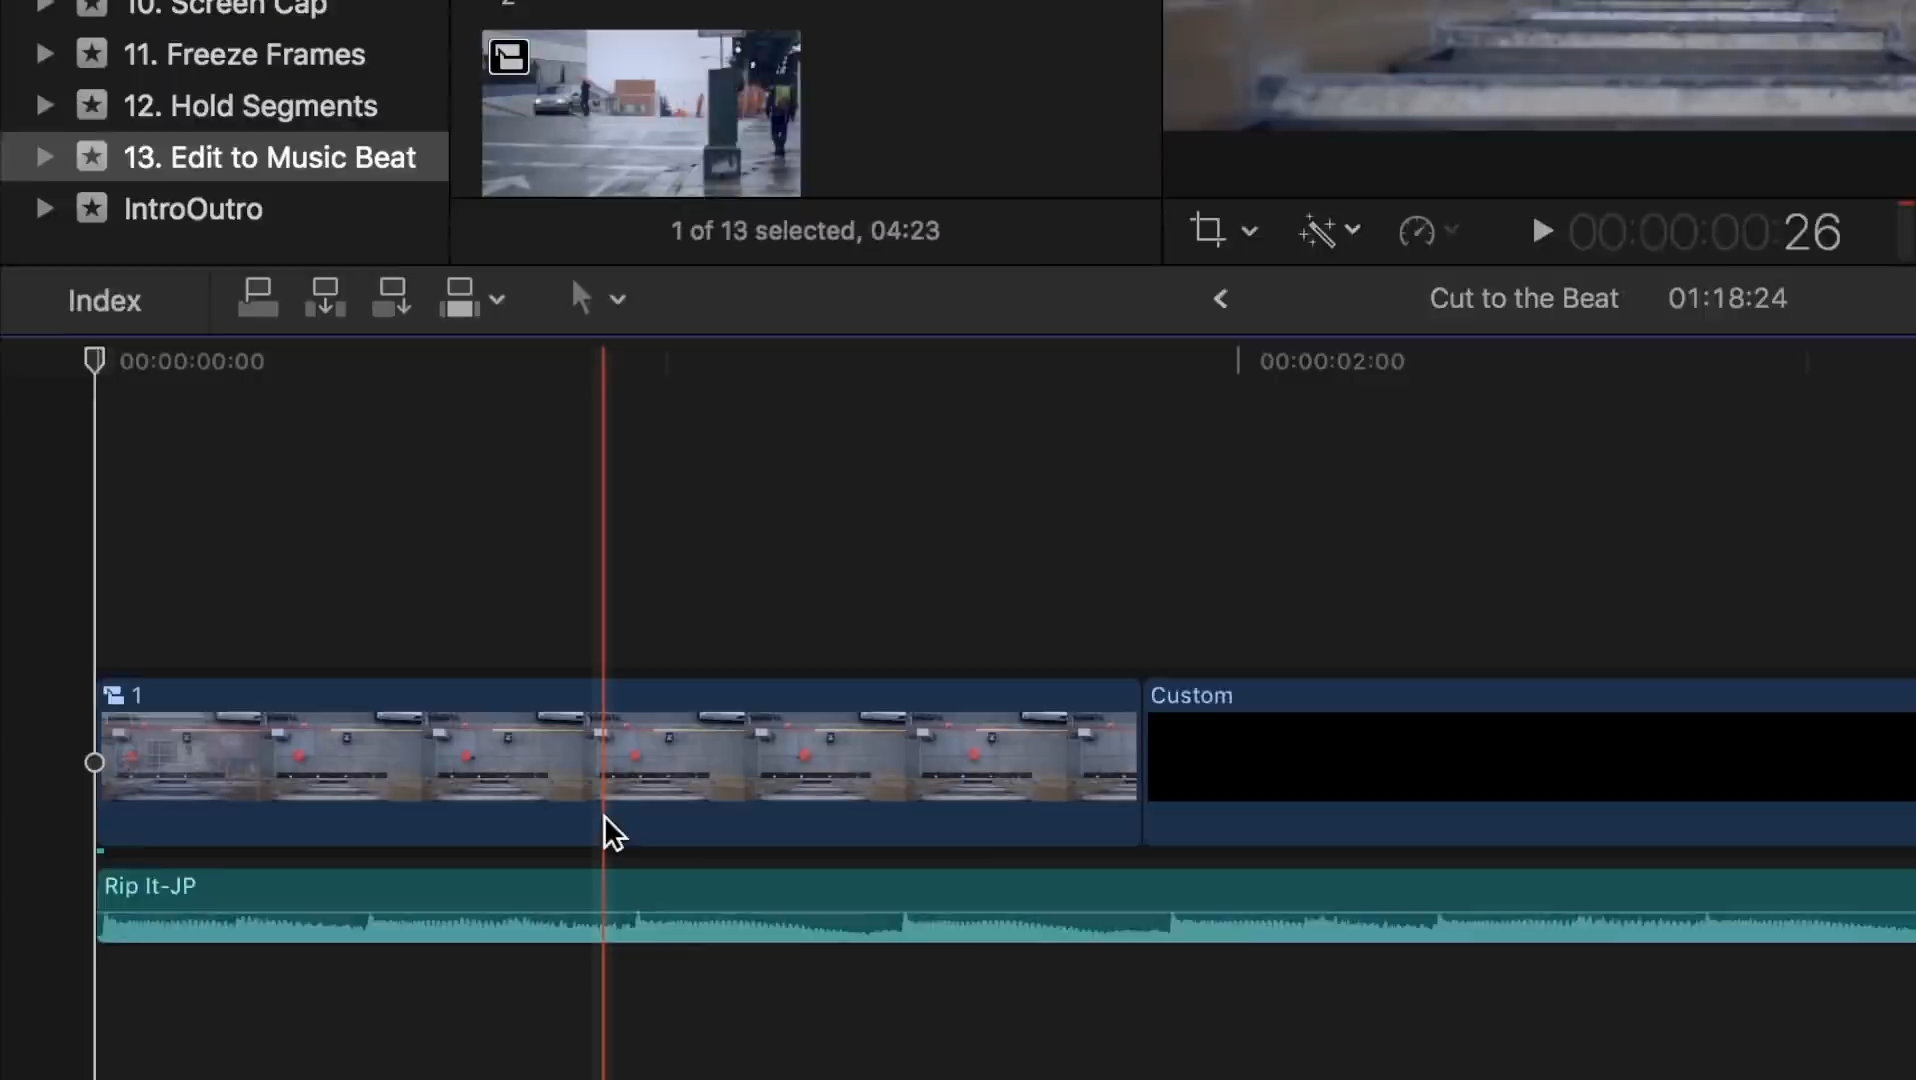 10. Screen Cap
11. Freeze Frames
12. Hold Segments
13. Edit to Music Beat
IntroOutro
1 of 13 selected, 04:23
00:00:00:26
Index
Cut to the Beat 01:18:24
00:00:00:00
00:00:02:00
1
Custom
Rip It-JP